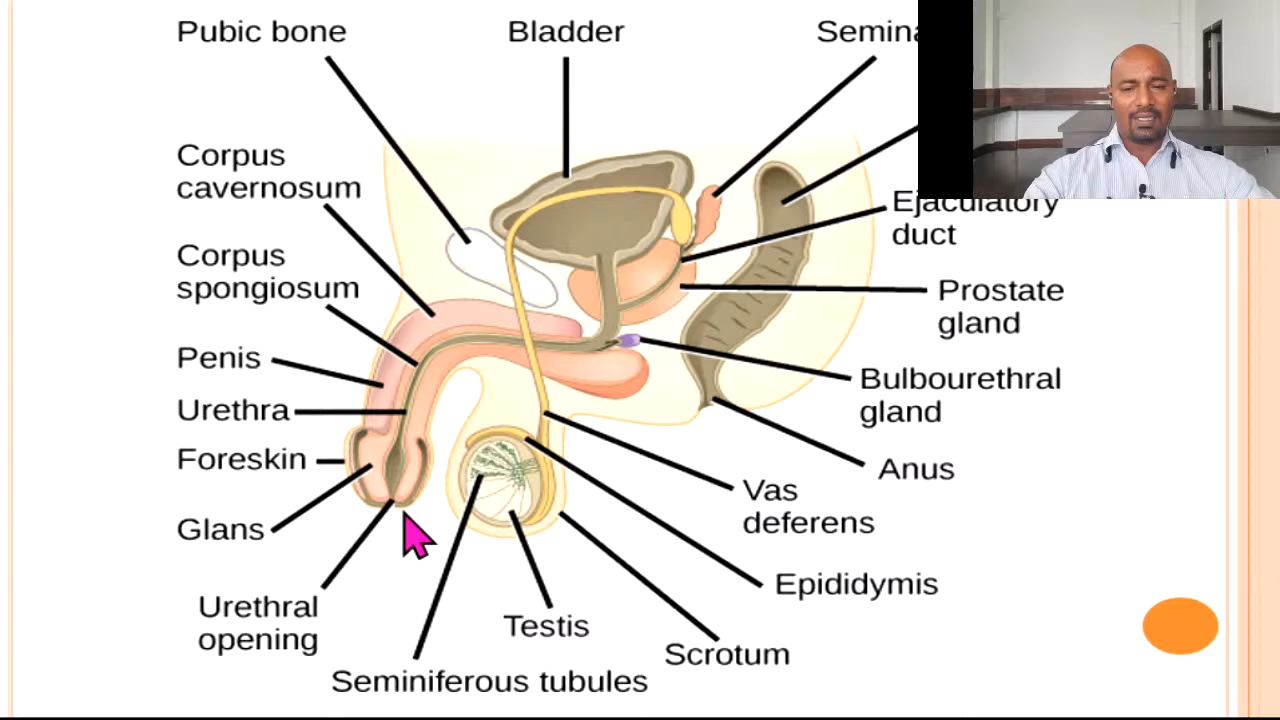 Pubic bone
Bladder
Corpus
cavernosum
Ejaculatory
duct
Corpus
spongiosum
Prostate
gland
Penis
Bulbourethral
gland
Urethra
Foreskin
Anus
Vas
deferens
Glans
Epididymis
Urethral
opening
Testis
Scrotum
Seminiferous tubules